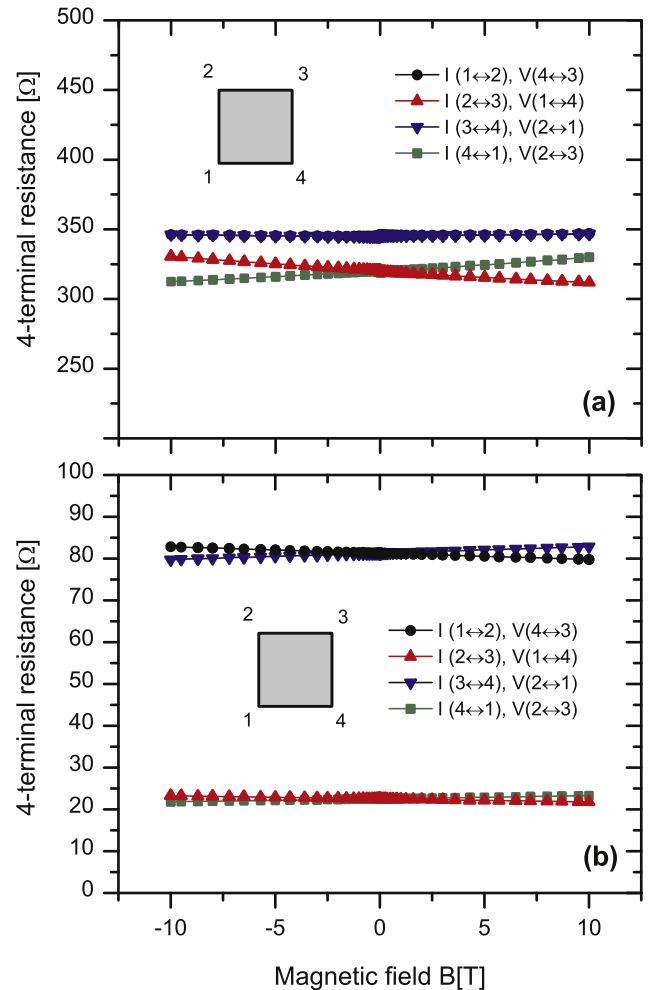 500
450
400
350
300
250
4-terminal resistance [Ω]
2 3
1 4
I (1↔2), V(4↔3)
I (2↔3), V(1↔4)
I (3↔4), V(2↔1)
I (4↔1), V(2↔3)
(a)
100
90
80
70
60
50
40
30
20
10
0
4-terminal resistance [Ω]
2 3
1 4
I (1↔2), V(4↔3)
I (2↔3), V(1↔4)
I (3↔4), V(2↔1)
I (4↔1), V(2↔3)
(b)
-10 -5 0 5 10
Magnetic field B[T]